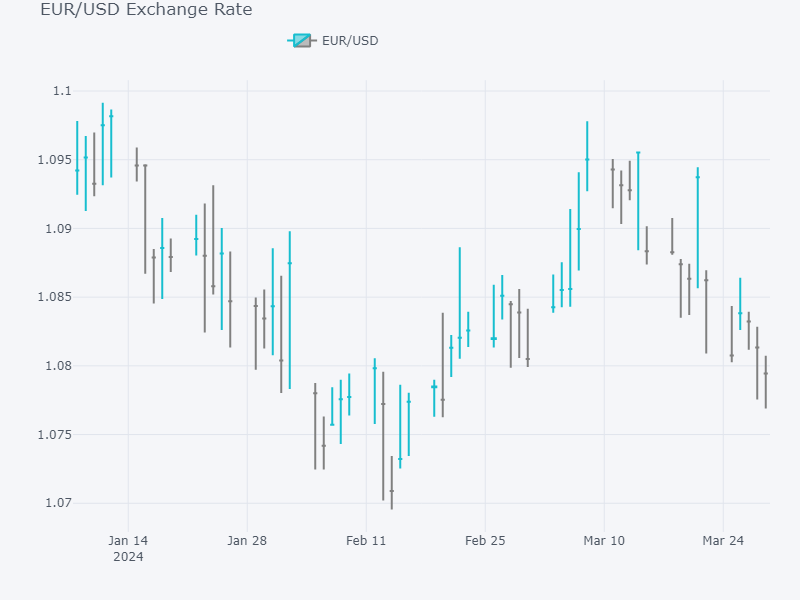 EUR/USD Exchange Rate
EUR/USD
1.1
1.095
1.09
1.085
1.08
1.075
1.07
Jan 14
2024
Jan 28
Feb 11
Feb 25
Mar 10
Mar 24